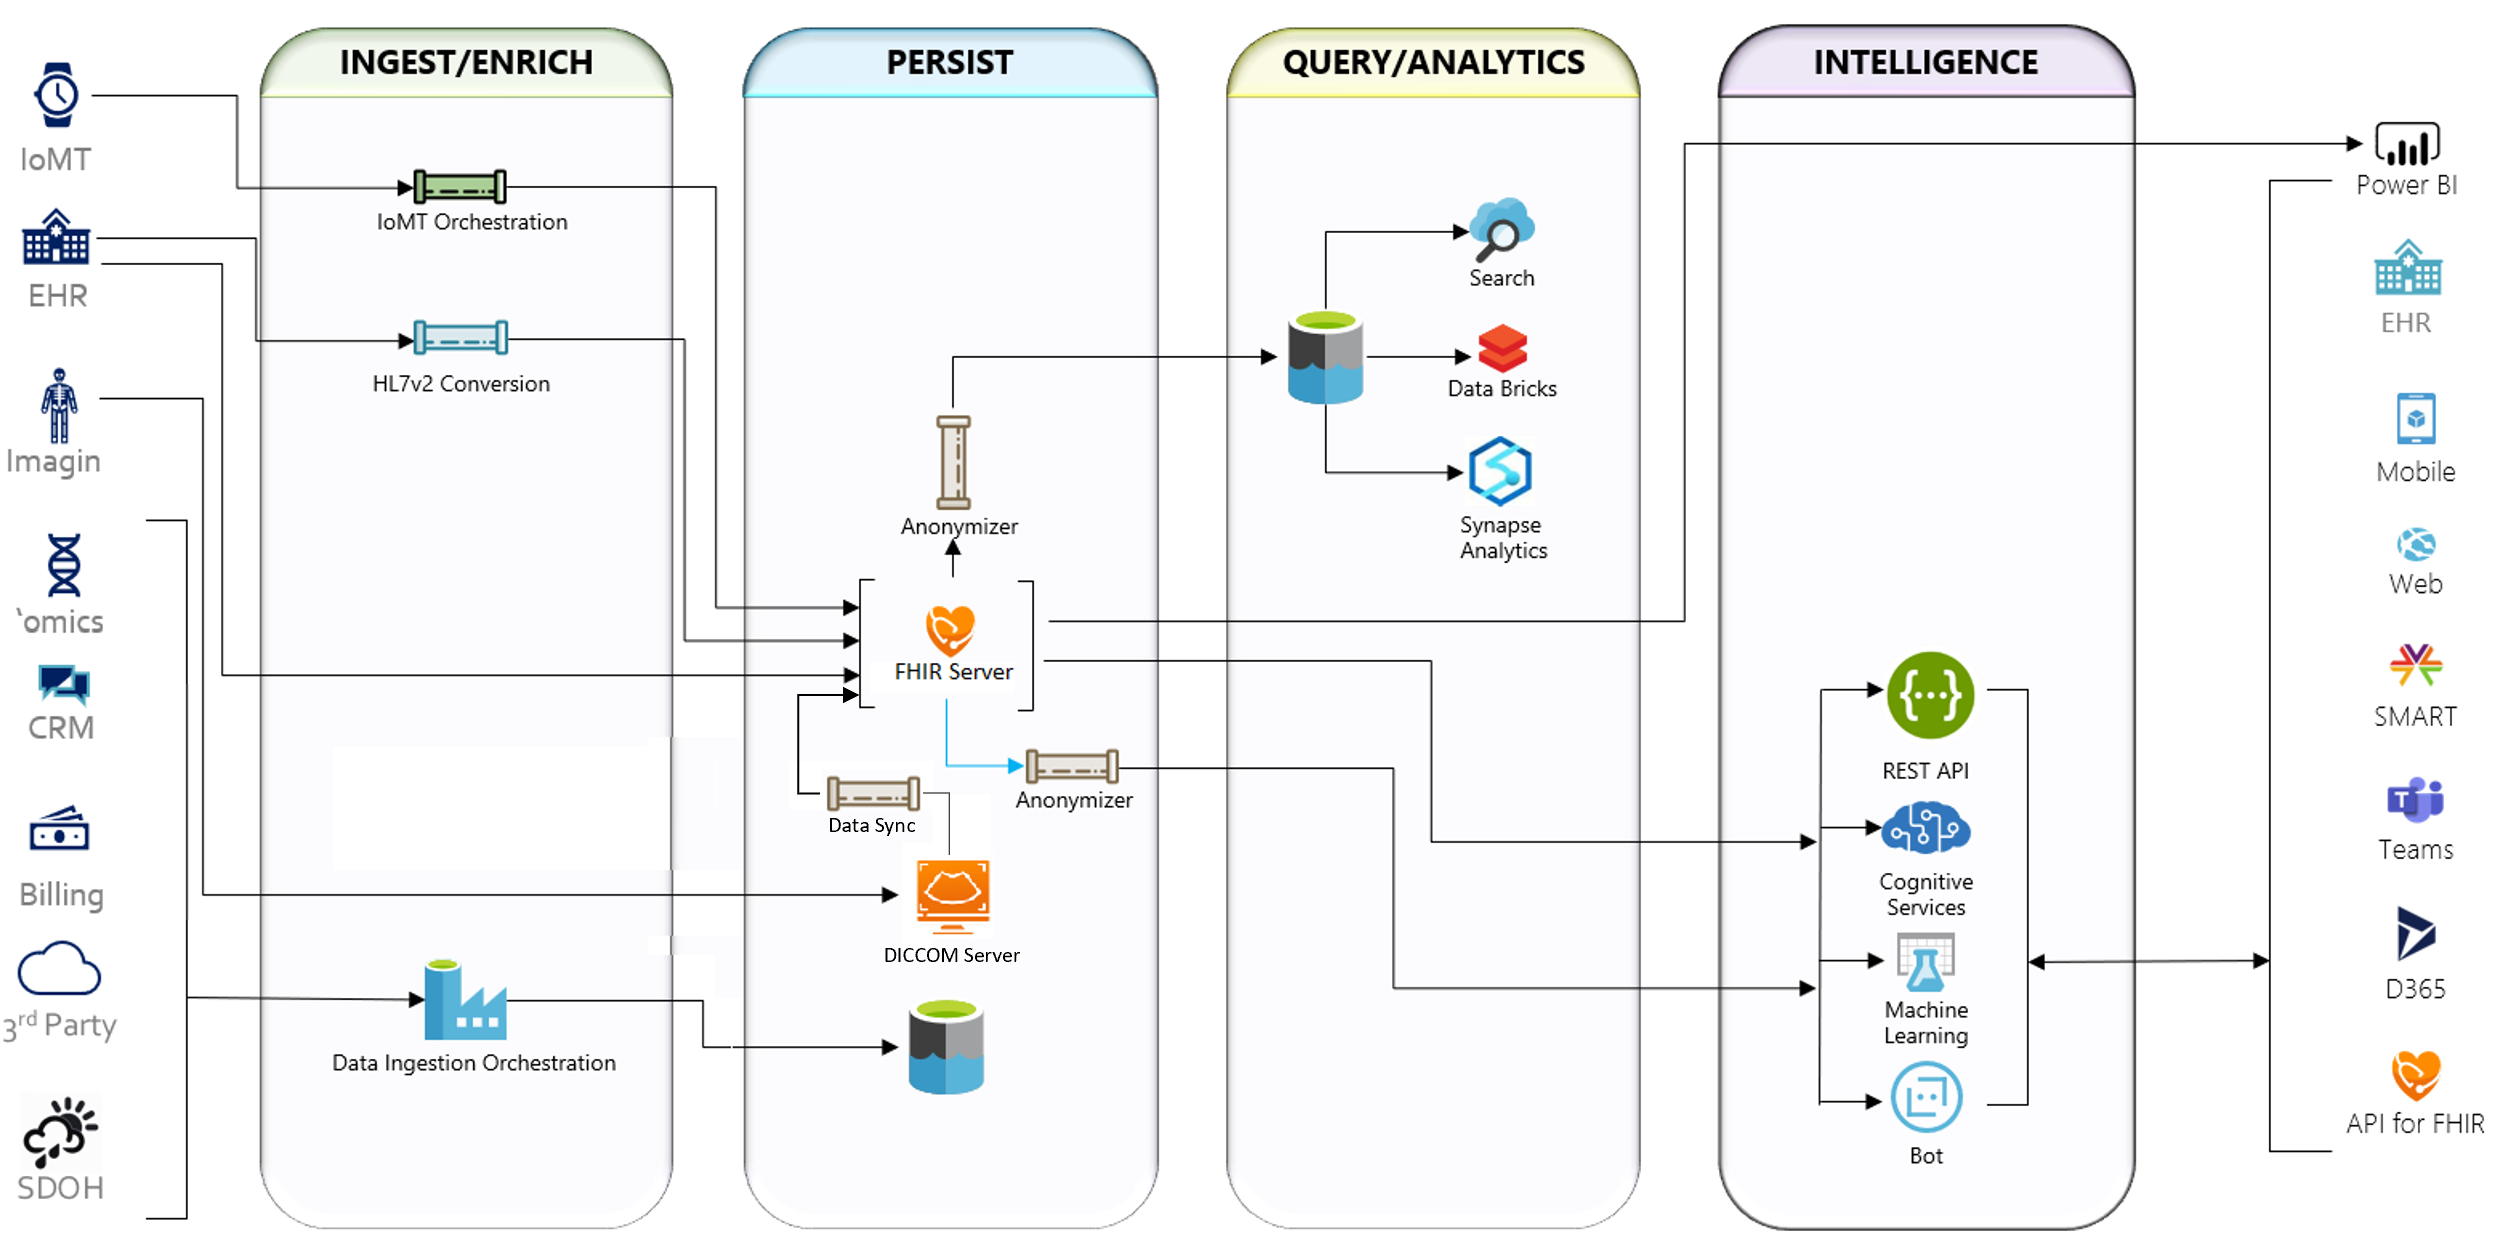 INGEST/ENRICH
PERSIST
QUERY/ANALYTICS
INTELLIGENCE
IoMT
EHR
Imagin
‘omics
CRM
Billing
3rd Party
SDOH
IoMT Orchestration
HL7v2 Conversion
Data Ingestion Orchestration
Anonymizer
FHIR Server
Anonymizer
Data Sync
DICCOM Server
Search
Data Bricks
Synapse
Analytics
REST API
Cognitive
Services
Machine
Learning
Bot
Power BI
EHR
Mobile
Web
SMART
Teams
D365
API for FHIR